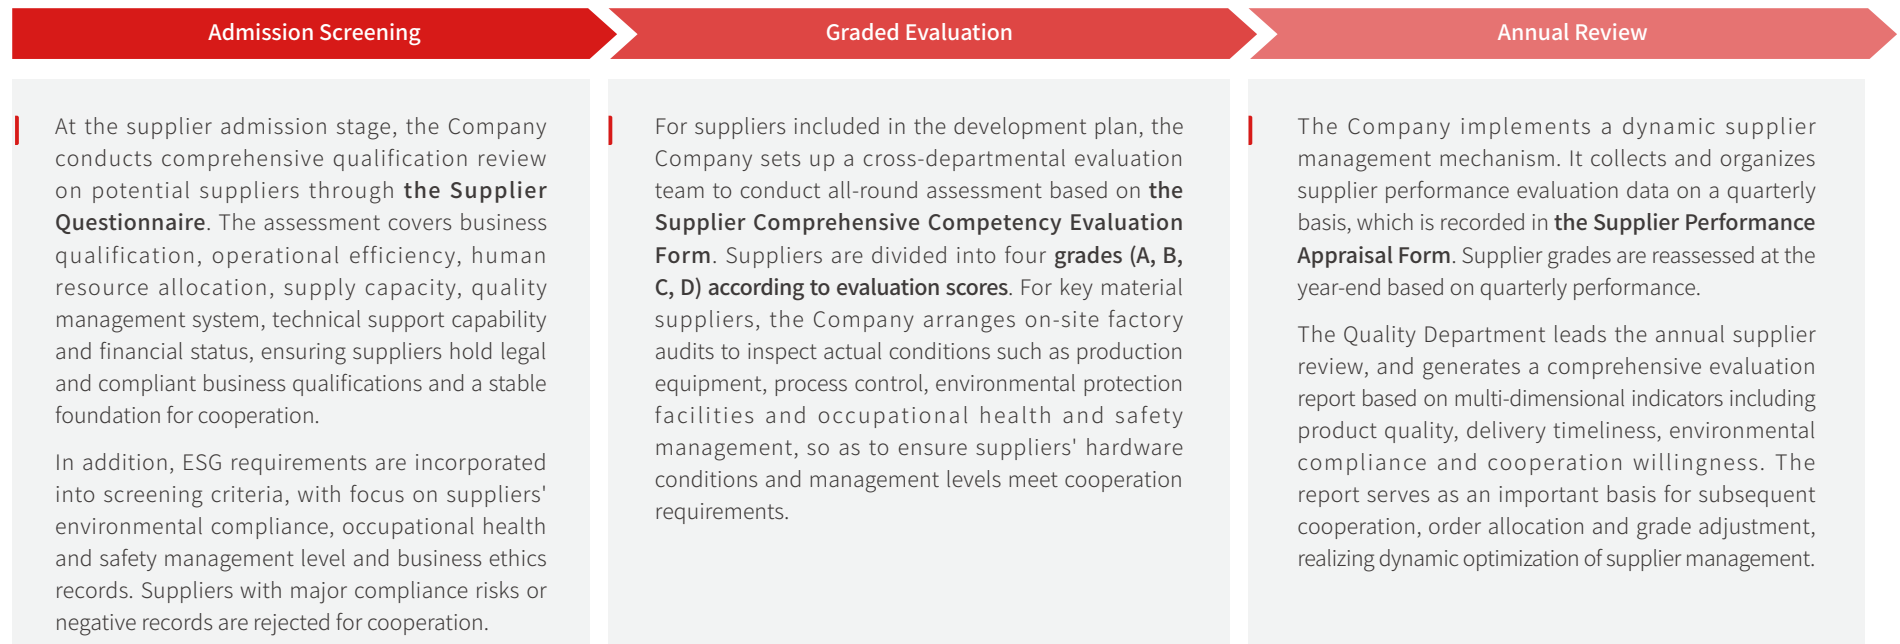 Admission Screening
Graded Evaluation
Annual Review
At the supplier admission stage, the Company
conducts comprehensive qualification review
on potential suppliers through the Supplier
Questionnaire. The assessment covers business
qualification, operational efficiency, human
resource allocation, supply capacity, quality
management system, technical support capability
and financial status, ensuring suppliers hold legal
and compliant business qualifications and a stable
foundation for cooperation.
In addition, ESG requirements are incorporated
into screening criteria, with focus on suppliers'
environmental compliance, occupational health
and safety management level and business ethics
records. Suppliers with major compliance risks or
negative records are rejected for cooperation.
For suppliers included in the development plan, the
Company sets up a cross-departmental evaluation
team to conduct all-round assessment based on the
Supplier Comprehensive Competency Evaluation
Form. Suppliers are divided into four grades (A, B,
C, D) according to evaluation scores. For key material
suppliers, the Company arranges on-site factory
audits to inspect actual conditions such as production
equipment, process control, environmental protection
facilities and occupational health and safety
management, so as to ensure suppliers' hardware
conditions and management levels meet cooperation
requirements.
The Company implements a dynamic supplier
management mechanism. It collects and organizes
supplier performance evaluation data on a quarterly
basis, which is recorded in the Supplier Performance
Appraisal Form. Supplier grades are reassessed at the
year-end based on quarterly performance.
The Quality Department leads the annual supplier
review, and generates a comprehensive evaluation
report based on multi-dimensional indicators including
product quality, delivery timeliness, environmental
compliance and cooperation willingness. The
report serves as an important basis for subsequent
cooperation, order allocation and grade adjustment,
realizing dynamic optimization of supplier management.